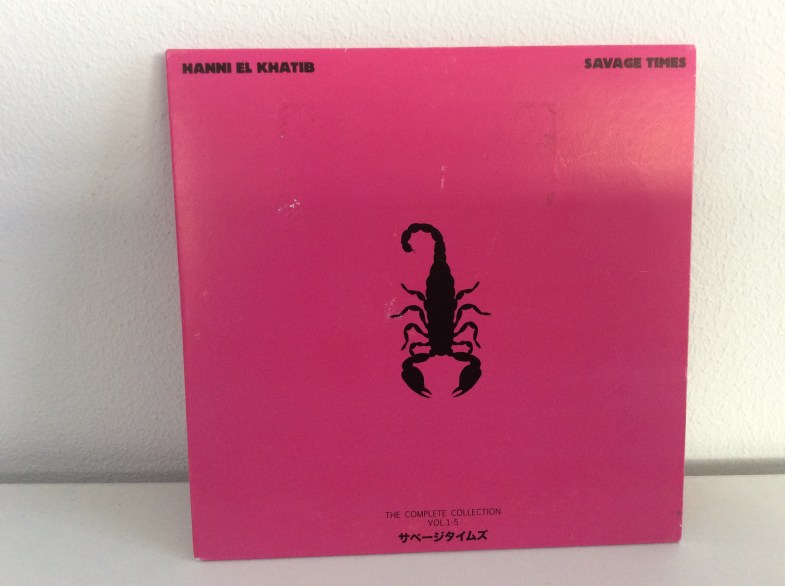 HANNI EL KHATIB
SAVAGE TIMES
THE COMPLETE COLLECTION
VOL.1-5
サベージタイムズ